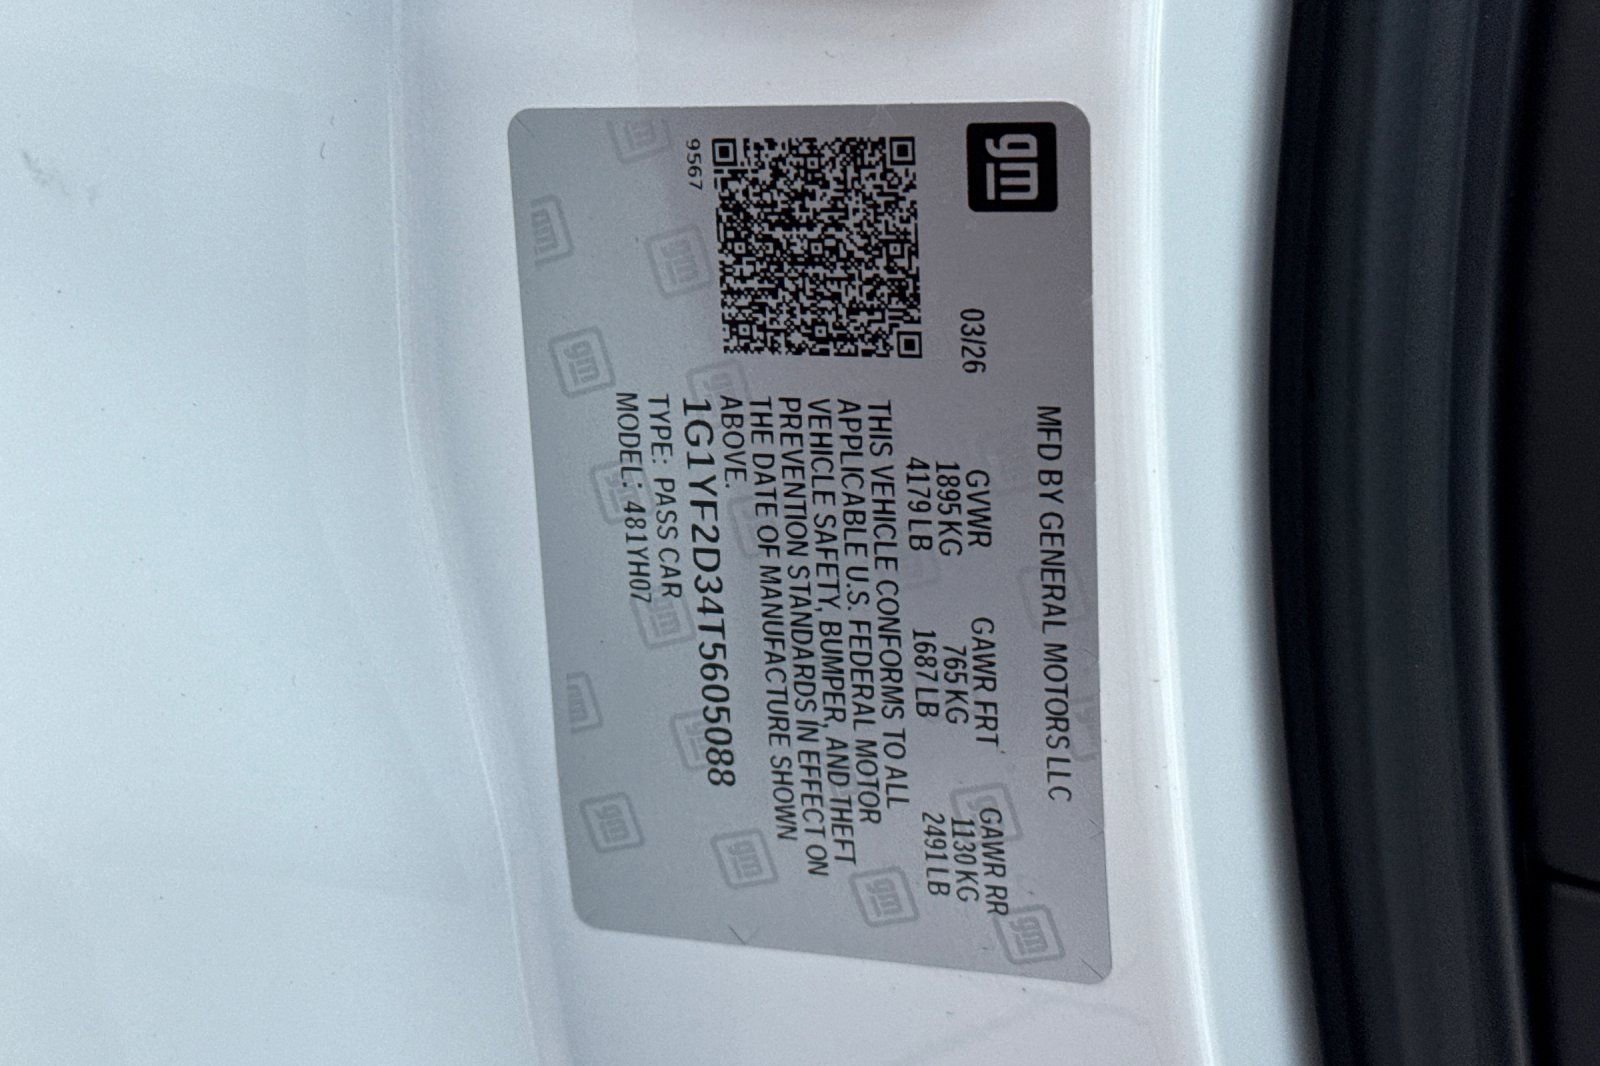 gm
03/26
MFD BY GENERAL MOTORS LLC
GVWR GAWR FRT GAWR RR
1895KG 765KG 1130KG
4179LB 1687LB 2491LB
THIS VEHICLE CONFORMS TO ALL
APPLICABLE U.S. FEDERAL MOTOR
VEHICLE SAFETY, BUMPER, AND THEFT
PREVENTION STANDARDS IN EFFECT ON
THE DATE OF MANUFACTURE SHOWN
ABOVE.
1G1YF2D34T5605088
TYPE: PASS CAR
MODEL: 481YH07
9567